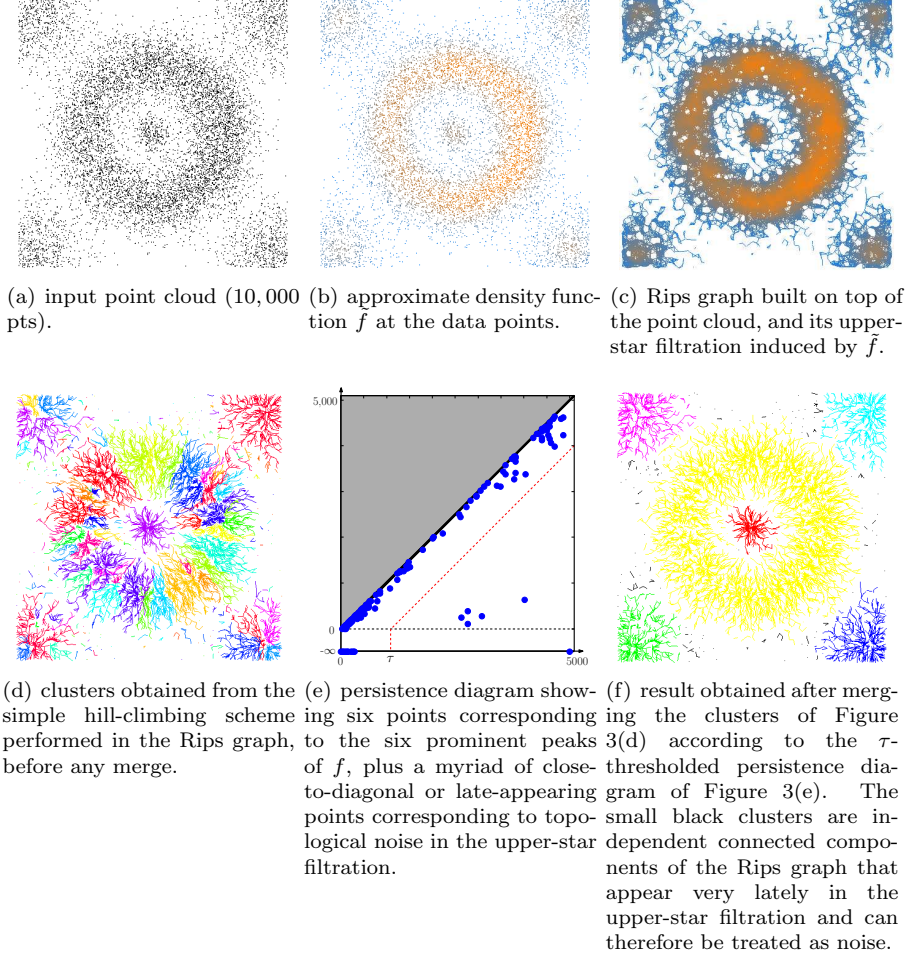 (a) input point cloud (10, 000
pts).
(b) approximate density func-
tion f̃ at the data points.
(c) Rips graph built on top of
the point cloud, and its upper-
star filtration induced by f̃.
5,000
0
−∞
0
τ
5000
(d) clusters obtained from the
simple hill-climbing scheme
performed in the Rips graph,
before any merge.
(e) persistence diagram show-
ing six points corresponding
to the six prominent peaks
of f, plus a myriad of close-
to-diagonal or late-appearing
points corresponding to topo-
logical noise in the upper-star
filtration.
(f) result obtained after merg-
ing the clusters of Figure
3(d) according to the τ-
thresholded persistence dia-
gram of Figure 3(e). The
small black clusters are in-
dependent connected compo-
nents of the Rips graph that
appear very lately in the
upper-star filtration and can
therefore be treated as noise.